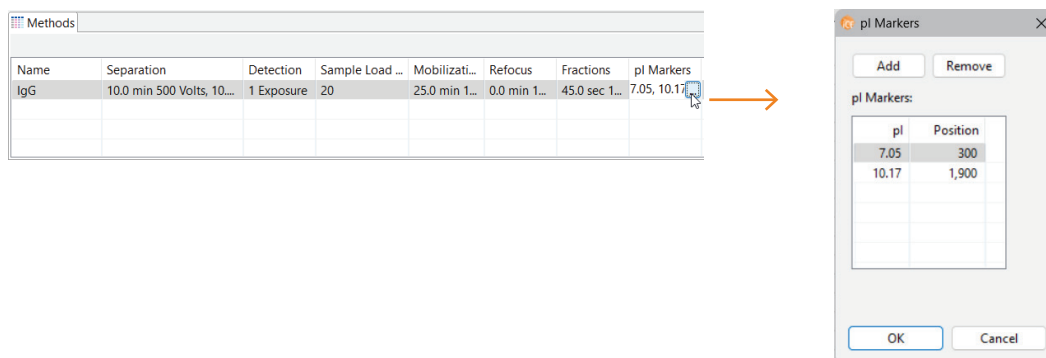 Methods
Name Separation Detection Sample Load ... Mobilizati... Refocus Fractions pI Markers
IgG 10.0 min 500 Volts, 10.... 1 Exposure 20 25.0 min 1... 0.0 min 1... 45.0 sec 1... 7.05, 10.17 ...
pI Markers
Add Remove
pI Markers:
pI Position
7.05 300
10.17 1,900
OK Cancel